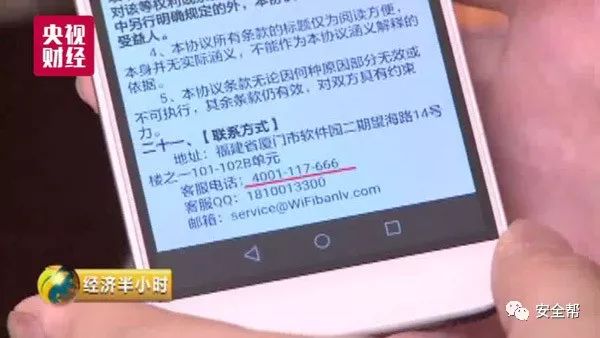 央视
财经
中另行明确规定的外，本协
受益人。
4、本协议所有条款的标题仅为阅读方便，
本身并无实际涵义，不能作为本协议涵义解释的
依据。
5、本协议条款无论因何种原因部分无效或
不可执行，其余条款仍有效，对双方具有约束
力。
二十一、【联系方式】
地址：福建省厦门市软件园二期望海路14号
楼之一101-102B单元
客服电话：4001-117-666
客服QQ：1810013300
邮箱：service@WiFibanlv.com
经济半小时
安全帮